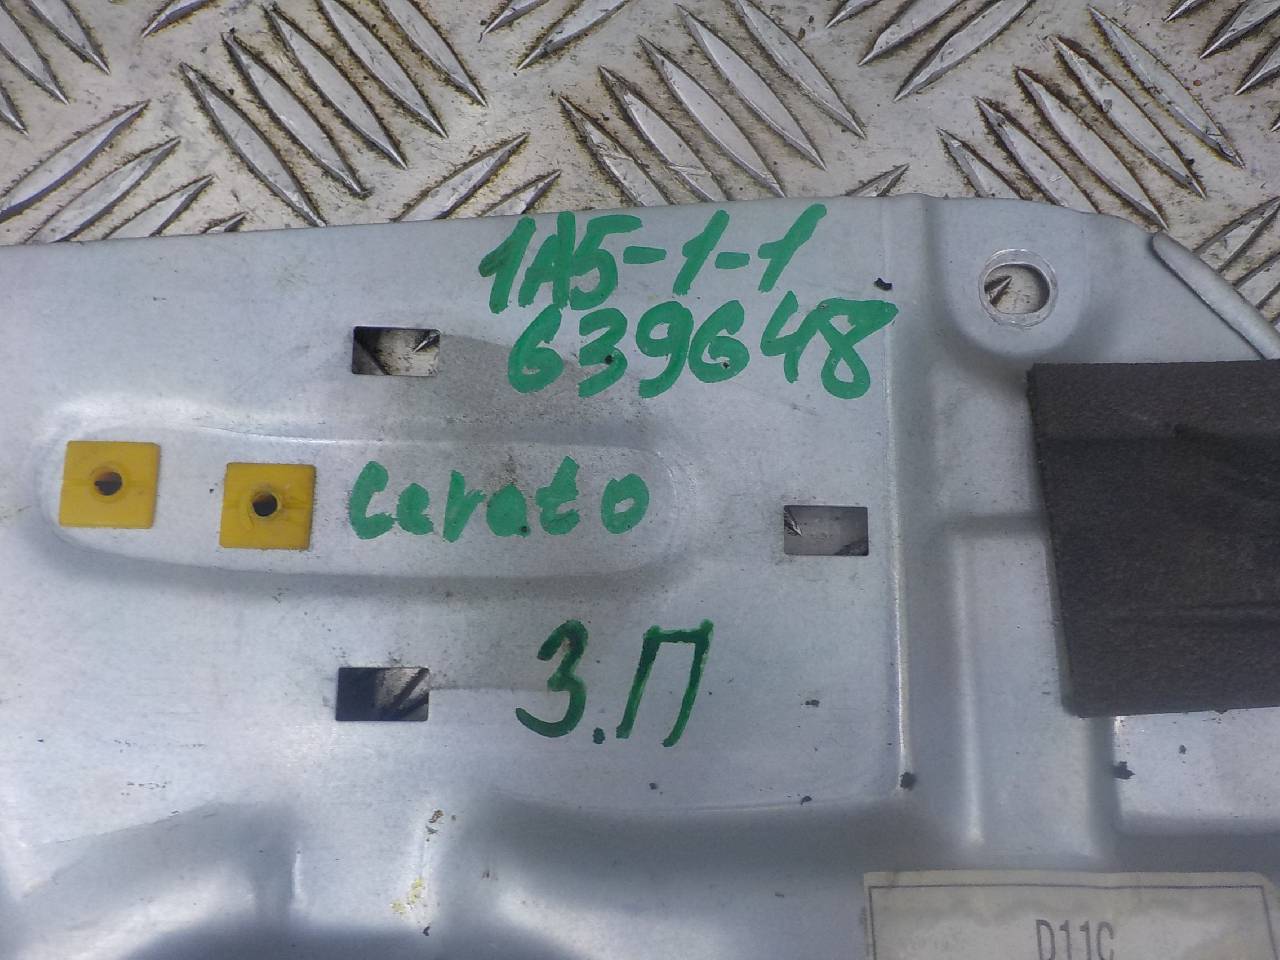 1A5-1-1
639648
Cerato
З.П
D11C